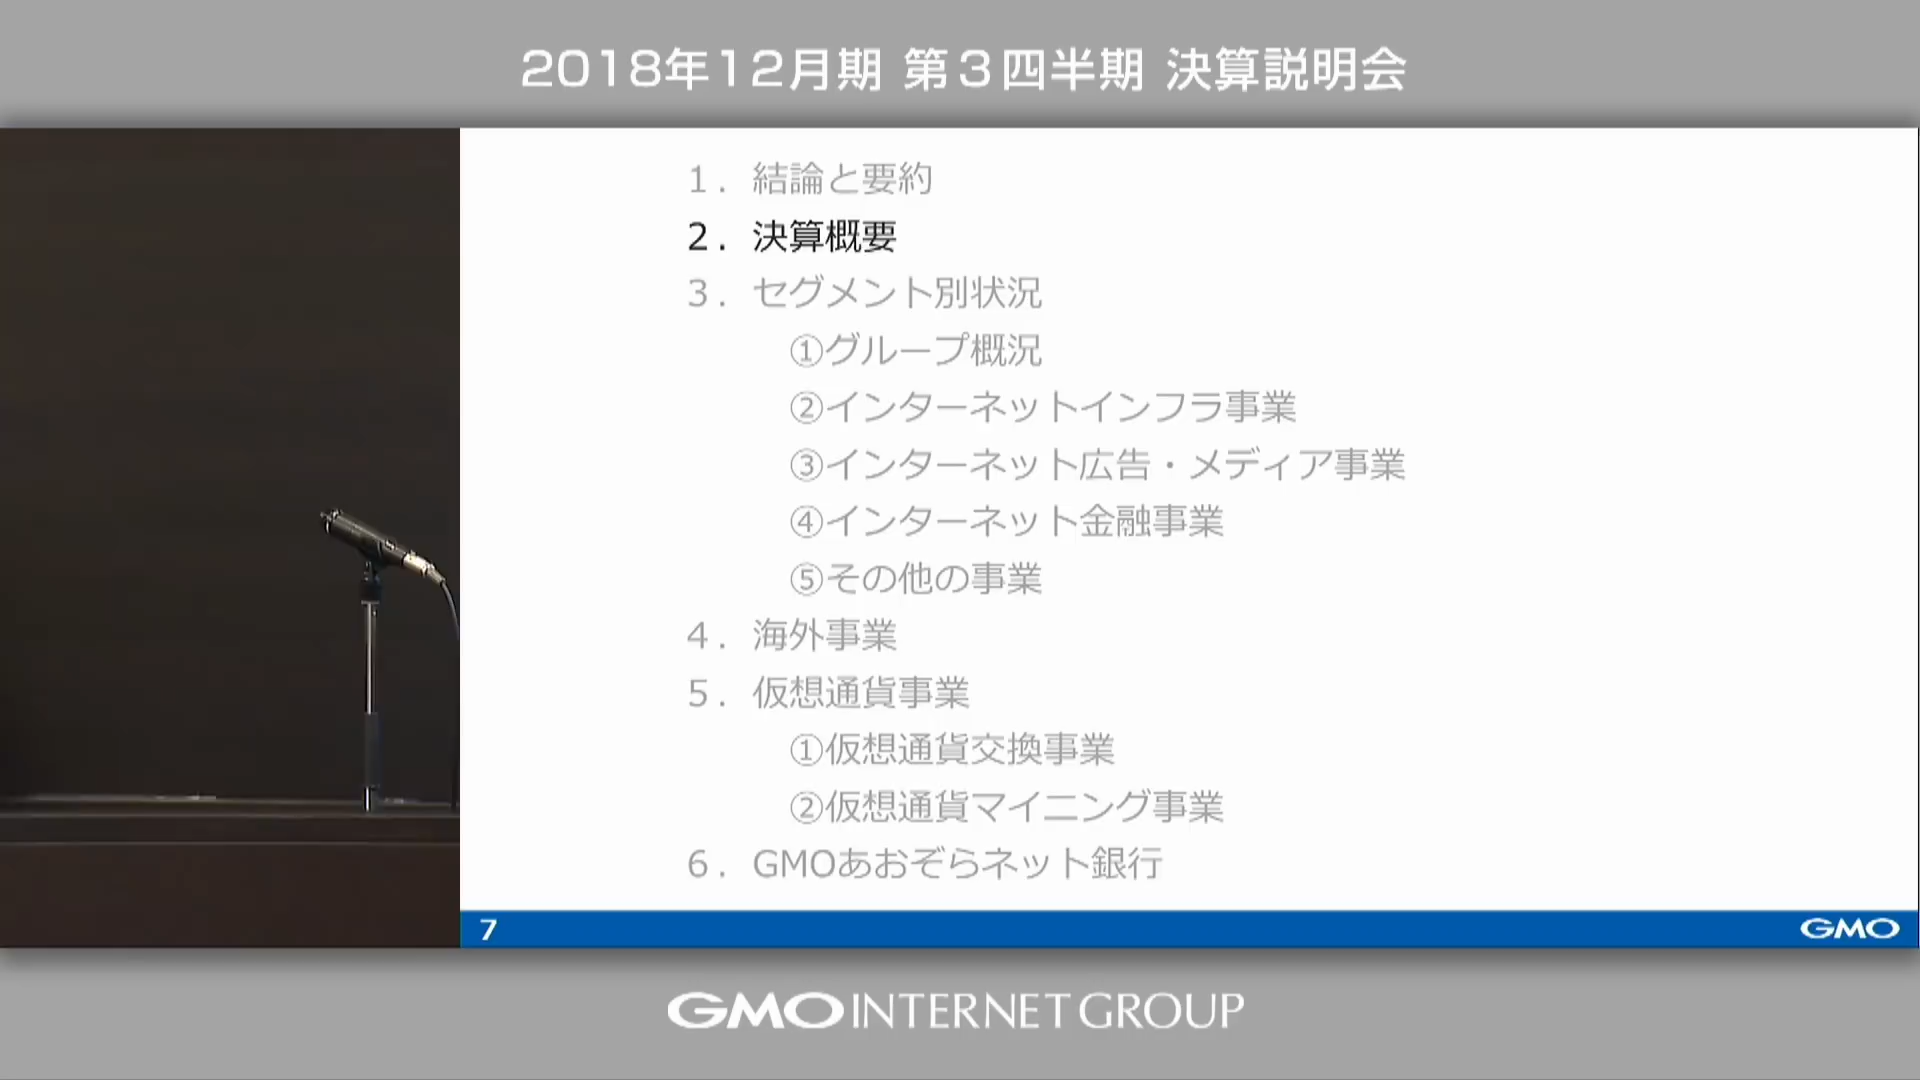 2018年12月期 第3四半期 決算説明会
1. 結論と要約
2. 決算概要
3. セグメント別状況
①グループ概況
②インターネットインフラ事業
③インターネット広告・メディア事業
④インターネット金融事業
⑤その他の事業
4. 海外事業
5. 仮想通貨事業
①仮想通貨交換事業
②仮想通貨マイニング事業
6. GMOあおぞらネット銀行
7
GMO
GMO INTERNET GROUP